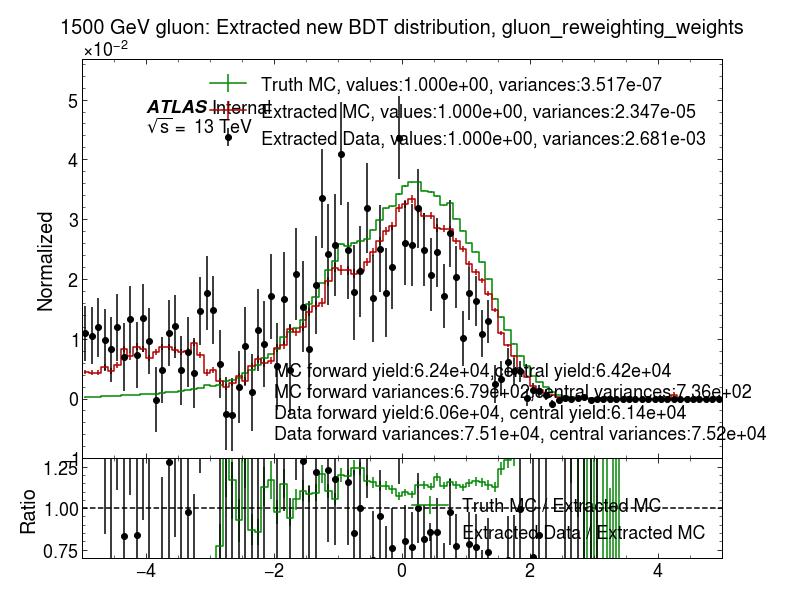 1500 GeV gluon: Extracted new BDT distribution, gluon_reweighting_weights
×10⁻²
Truth MC, values:1.000e+00, variances:3.517e-07
ATLAS Internal
Extracted MC, values:1.000e+00, variances:2.347e-05
√s = 13 TeV
Extracted Data, values:1.000e+00, variances:2.681e-03
5
4
3
2
1
0
Normalized
MC forward yield:6.24e+04, central yield:6.42e+04
MC forward variances:6.79e+02, central variances:7.36e+02
Data forward yield:6.06e+04, central yield:6.14e+04
Data forward variances:7.51e+04, central variances:7.52e+04
1
1.25
1.00
0.75
Ratio
Truth MC / Extracted MC
Extracted Data / Extracted MC
−4 −2 0 2 4